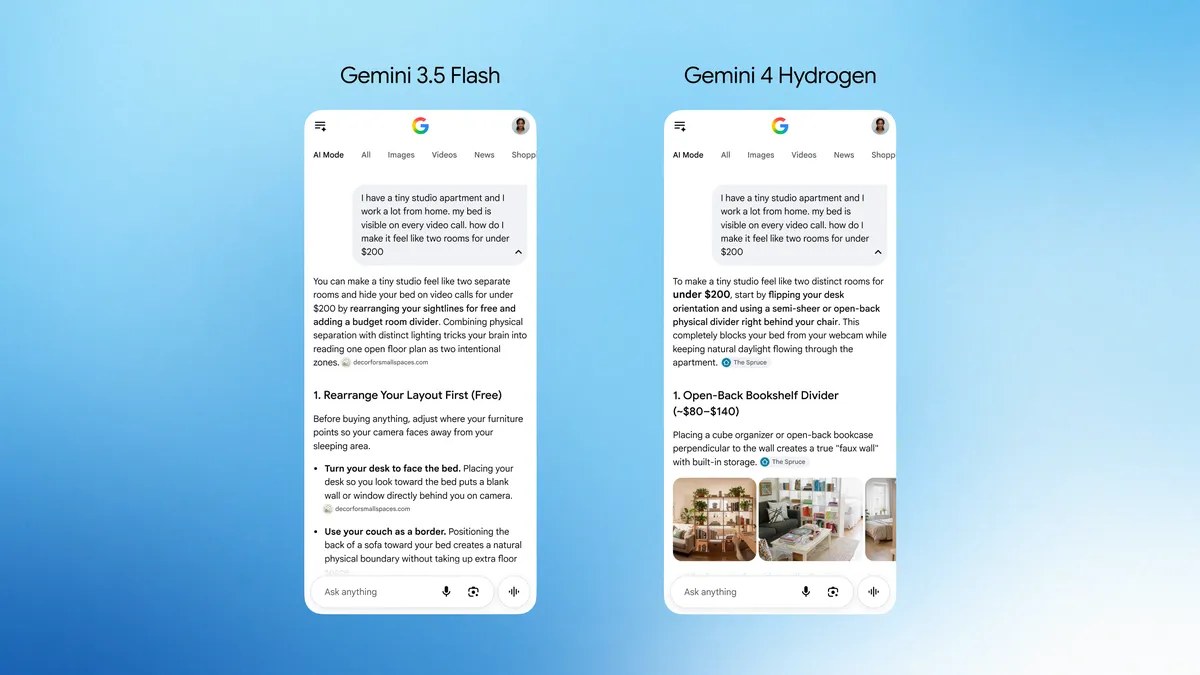 Gemini 3.5 Flash
AI Mode All Images Videos News Shopp
I have a tiny studio apartment and I
work a lot from home. my bed is
visible on every video call. how do I
make it feel like two rooms for under
$200
You can make a tiny studio feel like two separate
rooms and hide your bed on video calls for under
$200 by rearranging your sightlines for free and
adding a budget room divider. Combining physical
separation with distinct lighting tricks your brain into
reading one open floor plan as two intentional
zones. decorforsmallspaces.com
1. Rearrange Your Layout First (Free)
Before buying anything, adjust where your furniture
points so your camera faces away from your
sleeping area.
• Turn your desk to face the bed. Placing your
desk so you look toward the bed puts a blank
wall or window directly behind you on camera.
decorforsmallspaces.com
• Use your couch as a border. Positioning the
back of a sofa toward your bed creates a natural
physical boundary without taking up extra floor
space.
Ask anything
Gemini 4 Hydrogen
AI Mode All Images Videos News Shopp
I have a tiny studio apartment and I
work a lot from home. my bed is
visible on every video call. how do I
make it feel like two rooms for under
$200
To make a tiny studio feel like two distinct rooms for
under $200, start by flipping your desk
orientation and using a semi-sheer or open-back
physical divider right behind your chair. This
completely blocks your bed from your webcam while
keeping natural daylight flowing through the
apartment. The Spruce
1. Open-Back Bookshelf Divider
(~$80–$140)
Placing a cube organizer or open-back bookcase
perpendicular to the wall creates a true "faux wall"
with built-in storage. The Spruce
Ask anything